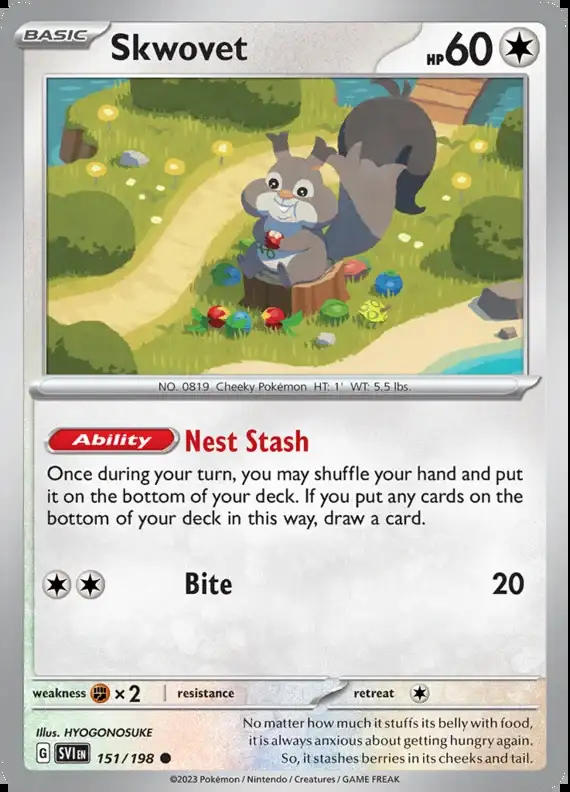 BASIC
Skwovet
HP 60
NO. 0819 Cheeky Pokémon HT: 1' WT: 5.5 lbs.
Ability Nest Stash
Once during your turn, you may shuffle your hand and put
it on the bottom of your deck. If you put any cards on the
bottom of your deck in this way, draw a card.
Bite 20
weakness ×2 resistance retreat
Illus. HYOGONOSUKE
G SVI EN 151/198
No matter how much it stuffs its belly with food,
it is always anxious about getting hungry again.
So, it stashes berries in its cheeks and tail.
©2023 Pokémon / Nintendo / Creatures / GAME FREAK